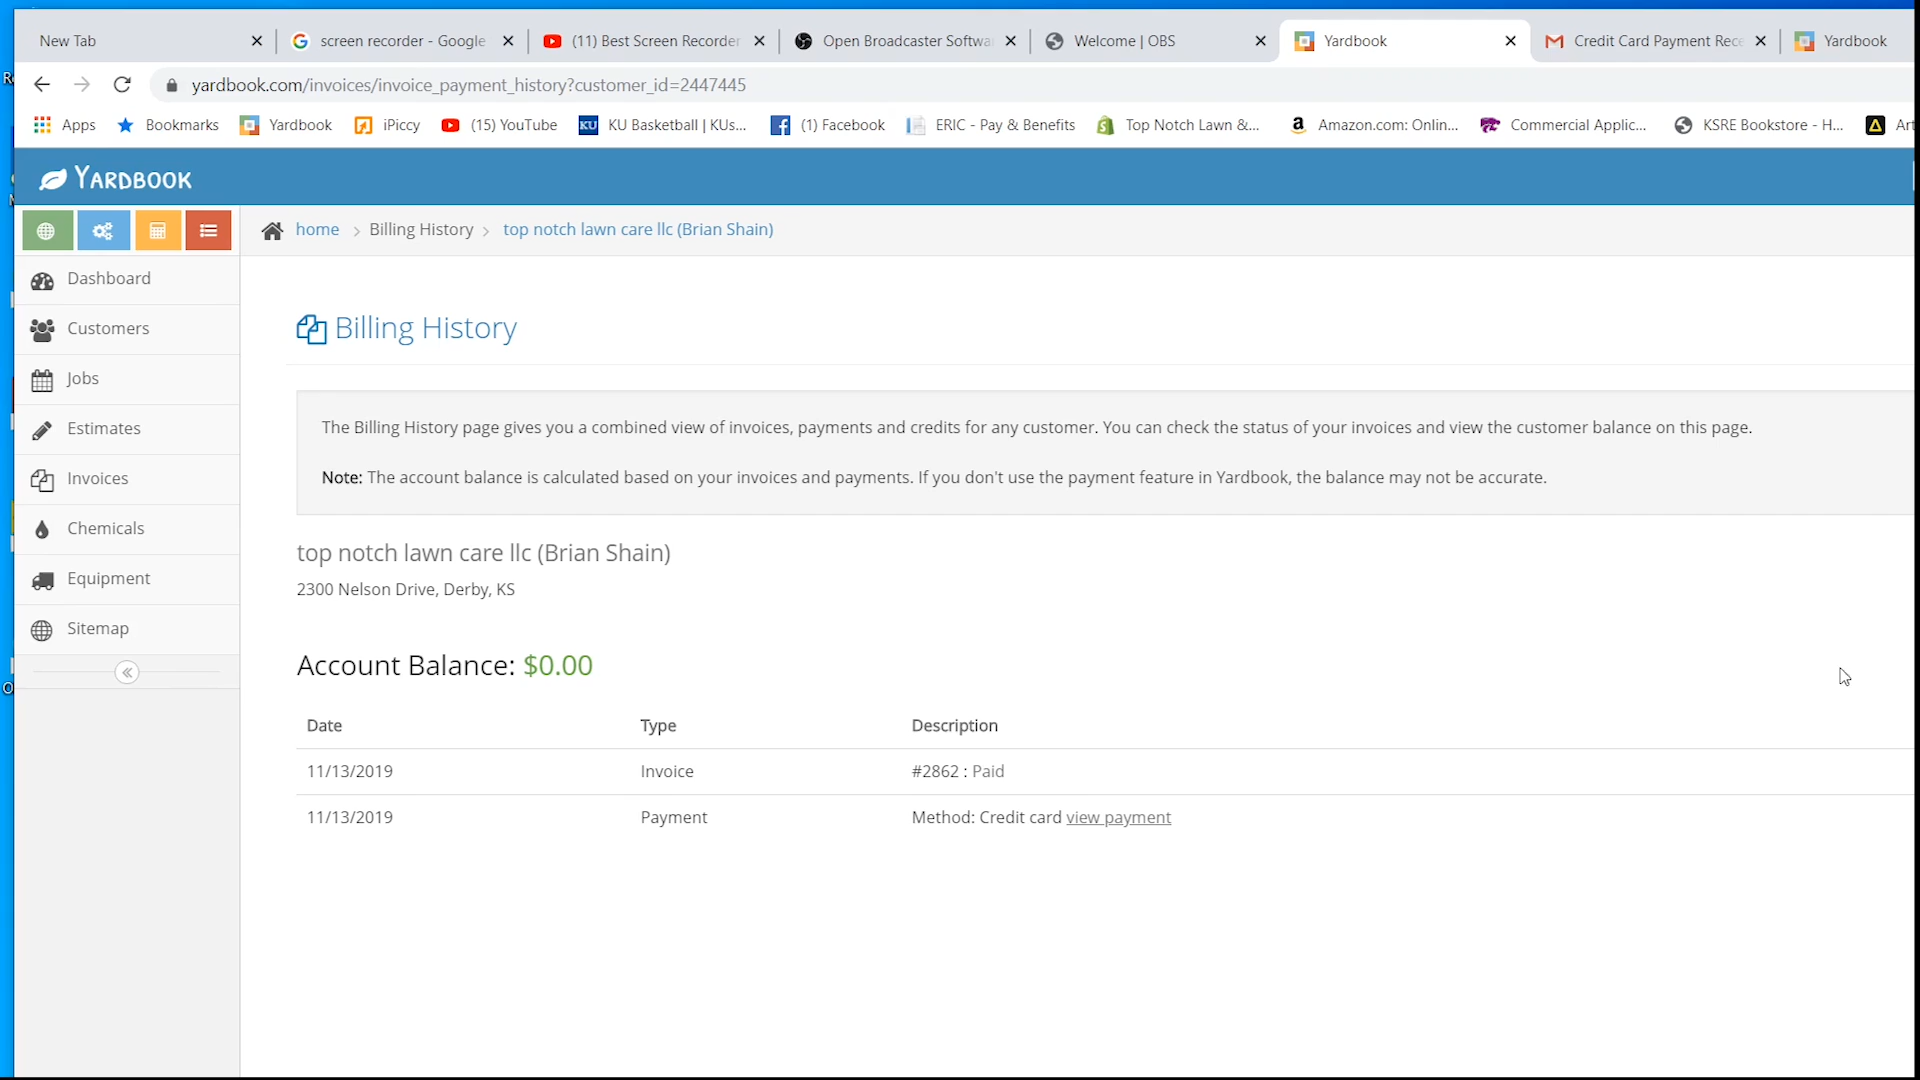 New Tab
screen recorder - Google
(11) Best Screen Recorder
Open Broadcaster Softwa
Welcome | OBS
Yardbook
Credit Card Payment Rece
Yardbook
yardbook.com/invoices/invoice_payment_history?customer_id=2447445
Apps
Bookmarks
Yardbook
iPiccy
(15) YouTube
KU Basketball | KUs...
(1) Facebook
ERIC - Pay & Benefits
Top Notch Lawn &...
Amazon.com: Onlin...
Commercial Applic...
KSRE Bookstore - H...
Art
YARDBOOK
home > Billing History > top notch lawn care llc (Brian Shain)
Dashboard
Customers
Jobs
Estimates
Invoices
Chemicals
Equipment
Sitemap
Billing History
The Billing History page gives you a combined view of invoices, payments and credits for any customer. You can check the status of your invoices and view the customer balance on this page.
Note: The account balance is calculated based on your invoices and payments. If you don't use the payment feature in Yardbook, the balance may not be accurate.
top notch lawn care llc (Brian Shain)
2300 Nelson Drive, Derby, KS
Account Balance: $0.00
Date Type Description
11/13/2019 Invoice #2862 : Paid
11/13/2019 Payment Method: Credit card view payment